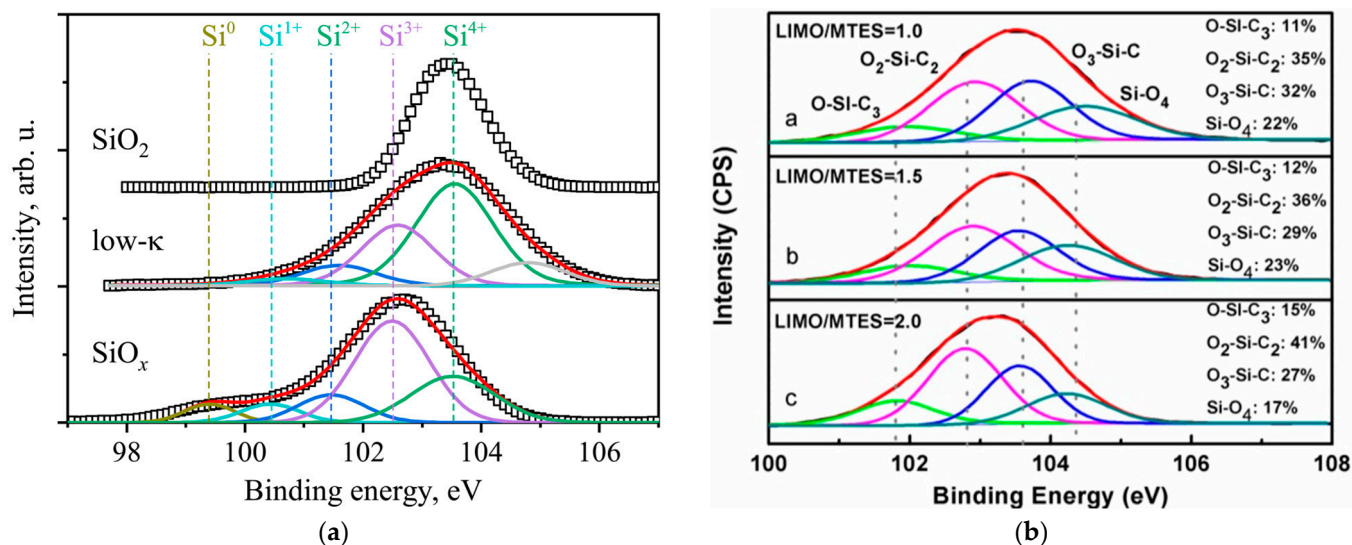 Si⁰ Si¹⁺ Si²⁺ Si³⁺ Si⁴⁺
SiO₂
low-κ
SiOₓ
Intensity, arb. u.
98 100 102 104 106
Binding energy, eV
(a)
b
LIMO/MTES=1.0
O₂-Si-C₂
O₃-Si-C
O-SI-C₃
Si-O₄
a
O-SI-C₃: 11%
O₂-Si-C₂: 35%
O₃-Si-C: 32%
Si-O₄: 22%
LIMO/MTES=1.5
b
O-SI-C₃: 12%
O₂-Si-C₂: 36%
O₃-Si-C: 29%
Si-O₄: 23%
LIMO/MTES=2.0
c
O-SI-C₃: 15%
O₂-Si-C₂: 41%
O₃-Si-C: 27%
Si-O₄: 17%
Intensity (CPS)
100 102 104 106 108
Binding Energy (eV)
(b)